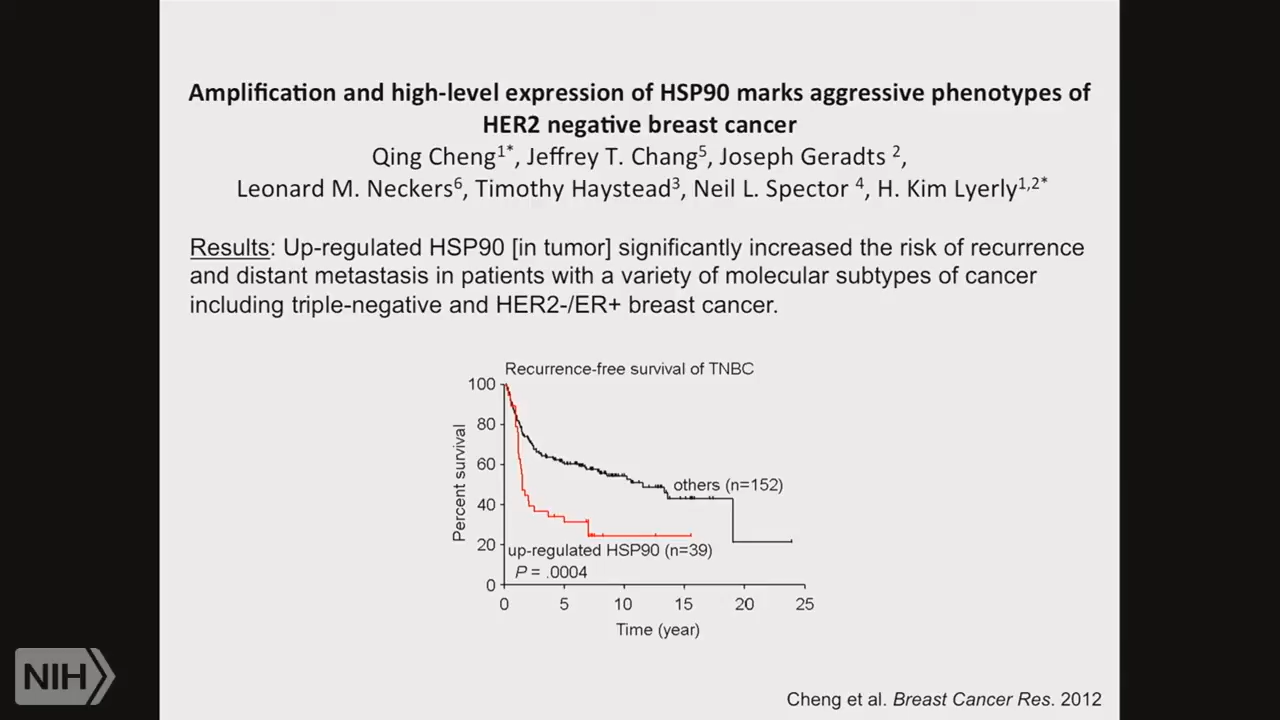 Amplification and high-level expression of HSP90 marks aggressive phenotypes of
HER2 negative breast cancer
Qing Cheng1*, Jeffrey T. Chang5, Joseph Geradts 2,
Leonard M. Neckers6, Timothy Haystead3, Neil L. Spector 4, H. Kim Lyerly1,2*
Results: Up-regulated HSP90 [in tumor] significantly increased the risk of recurrence
and distant metastasis in patients with a variety of molecular subtypes of cancer
including triple-negative and HER2-/ER+ breast cancer.
Recurrence-free survival of TNBC
Percent survival
100
80
60
40
20
0
others (n=152)
up-regulated HSP90 (n=39)
P = .0004
0 5 10 15 20 25
Time (year)
NIH
Cheng et al. Breast Cancer Res. 2012